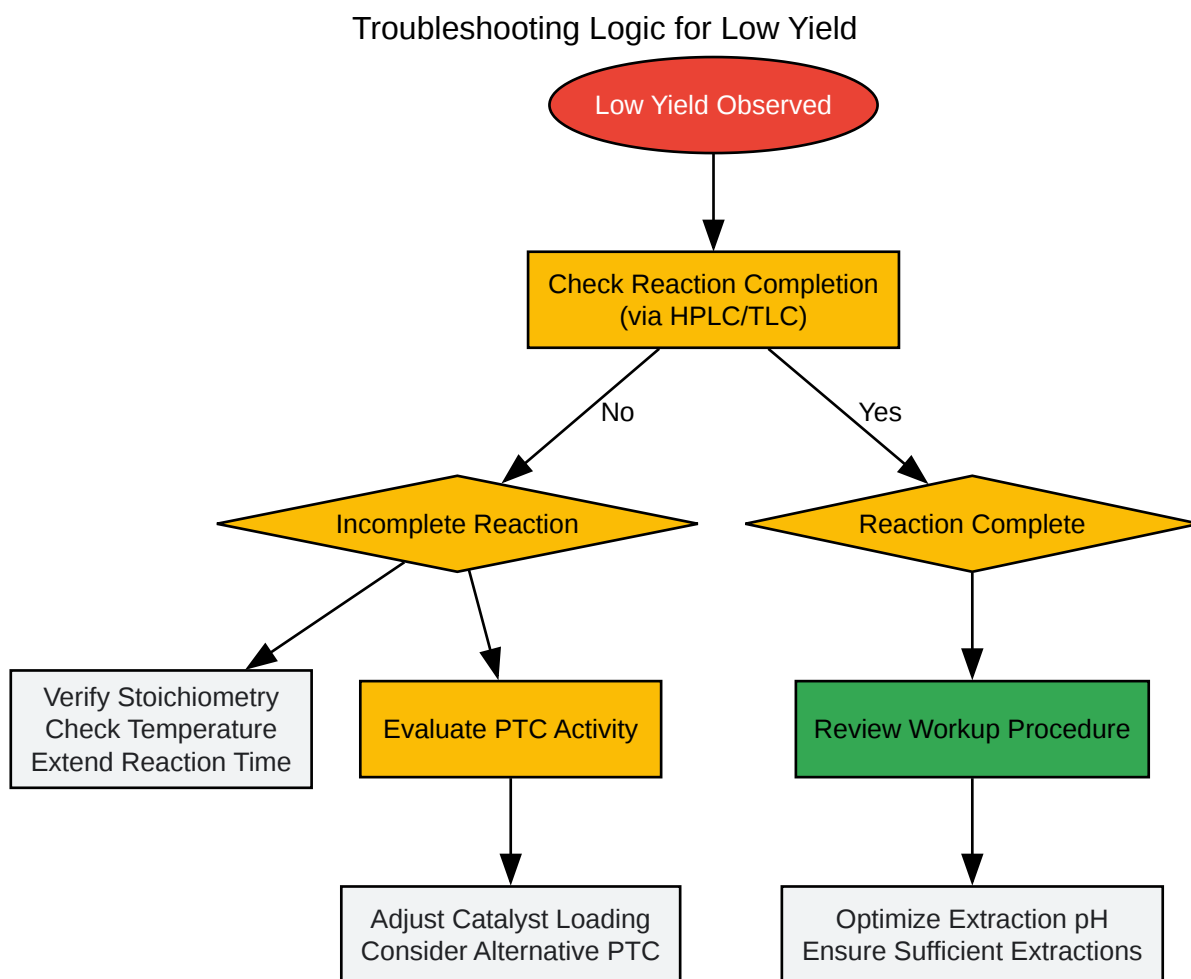 Troubleshooting Logic for Low Yield
Low Yield Observed
Check Reaction Completion
(via HPLC/TLC)
No
Yes
Incomplete Reaction
Reaction Complete
Verify Stoichiometry
Check Temperature
Extend Reaction Time
Evaluate PTC Activity
Review Workup Procedure
Adjust Catalyst Loading
Consider Alternative PTC
Optimize Extraction pH
Ensure Sufficient Extractions